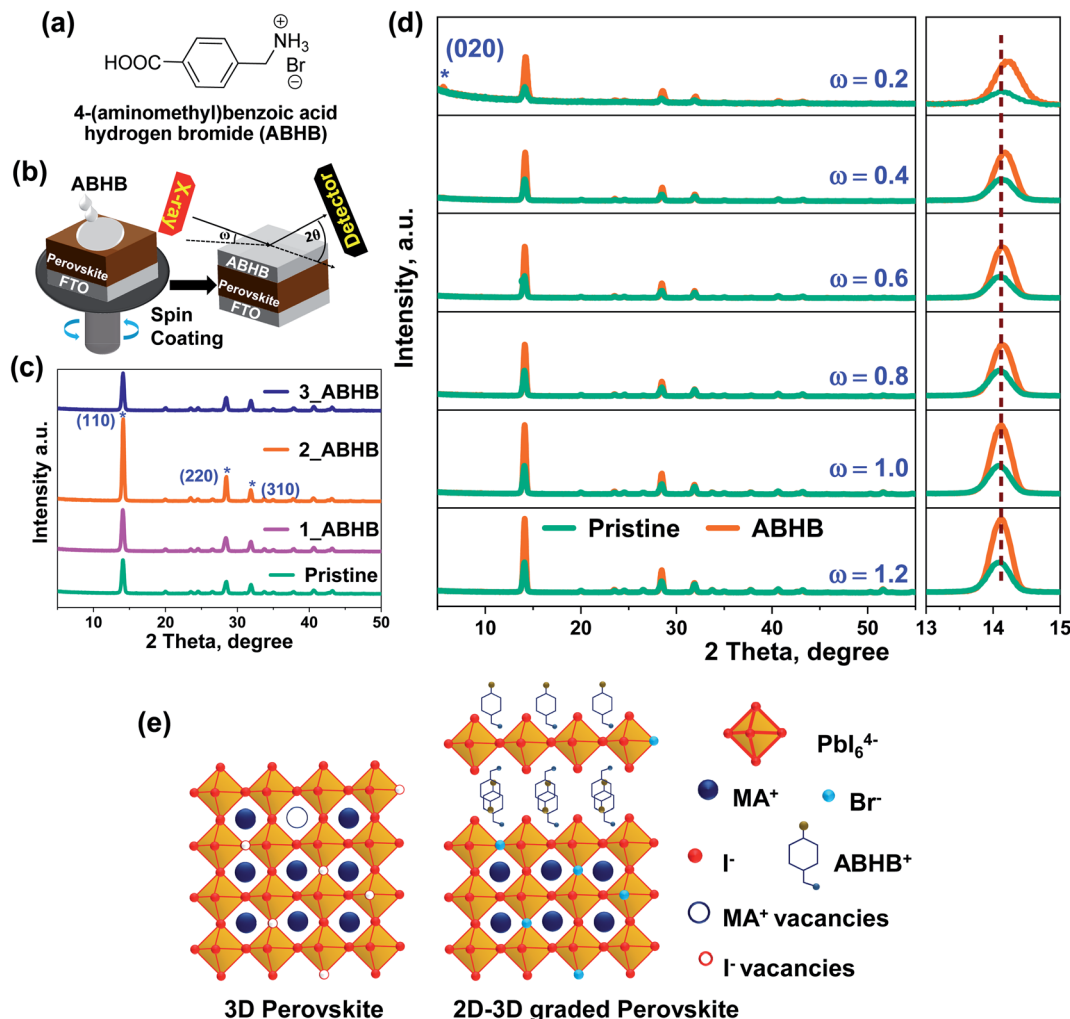 (a)
HOOC
NH₃
⊕
Br
⊖
4-(aminomethyl)benzoic acid
hydrogen bromide (ABHB)
(b)
ABHB
X-ray
Detector
ω
2θ
Perovskite
FTO
ABHB
Perovskite
FTO
Spin
Coating
(c)
3_ABHB
(110) *
2_ABHB
(220) *
* (310)
1_ABHB
Pristine
Intensity a.u.
10 20 30 40 50
2 Theta, degree
(d)
(020)
*
ω = 0.2
ω = 0.4
ω = 0.6
ω = 0.8
ω = 1.0
Pristine ABHB
ω = 1.2
Intensity, a.u.
10 20 30 40 50 13 14 15
2 Theta, degree
(e)
PbI₆⁴⁻
MA⁺
Br⁻
I⁻
ABHB⁺
MA⁺ vacancies
I⁻ vacancies
3D Perovskite
2D-3D graded Perovskite